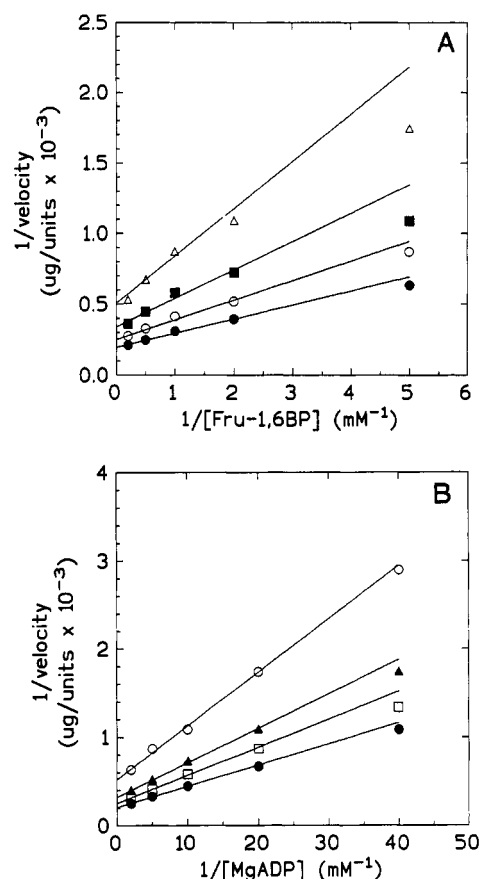 A
2.5
2.0
1.5
1.0
0.5
0.0
1/velocity
(ug/units x 10⁻³)
0 1 2 3 4 5 6
1/[Fru-1,6BP] (mM⁻¹)
B
4
3
2
1
0
1/velocity
(ug/units x 10⁻³)
0 10 20 30 40 50
1/[MgADP] (mM⁻¹)